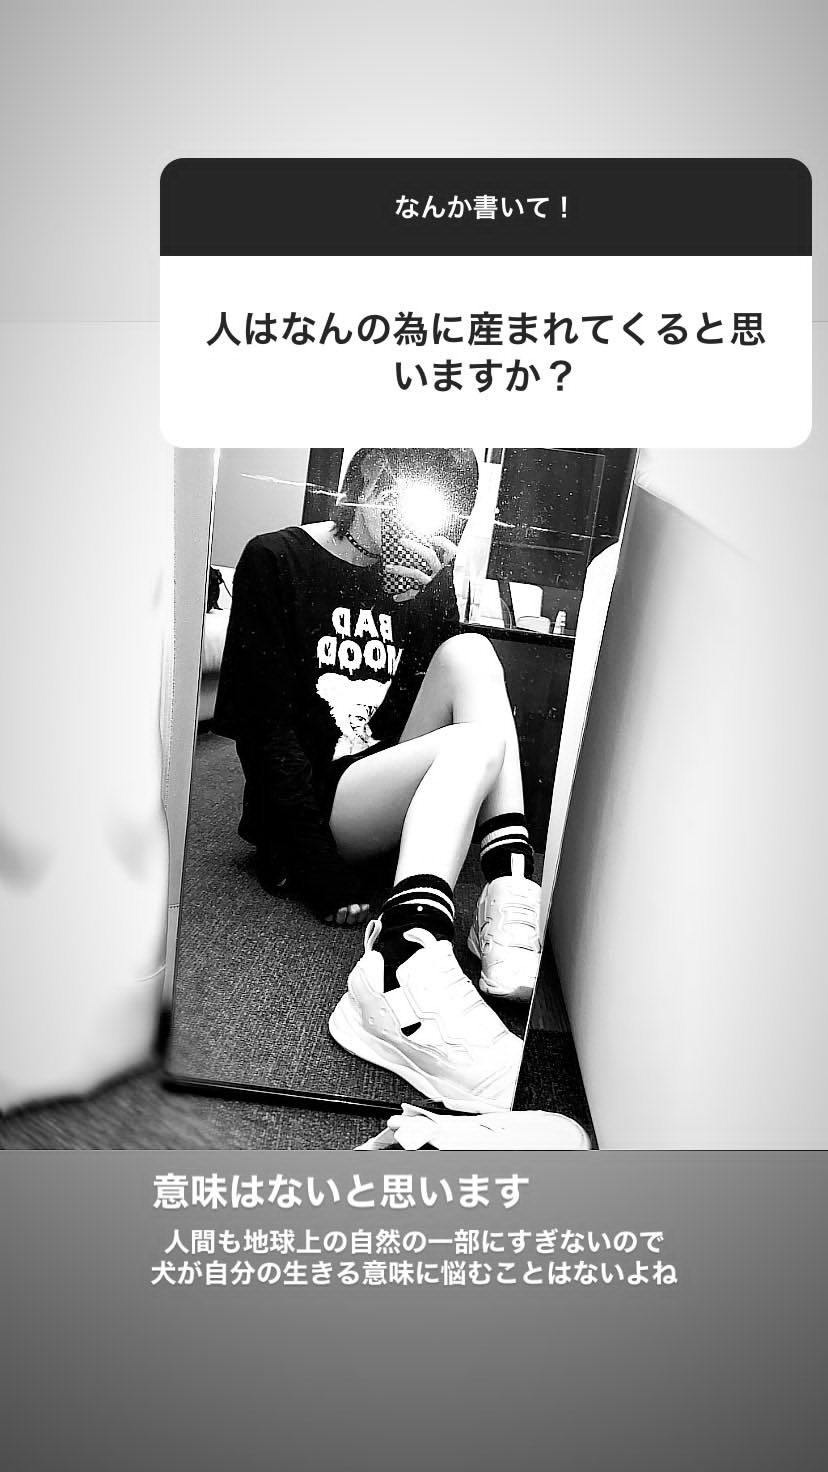 なんか書いて！
人はなんの為に産まれてくると思
いますか？
BAD
MOOD
意味はないと思います
人間も地球上の自然の一部にすぎないので
犬が自分の生きる意味に悩むことはないよね